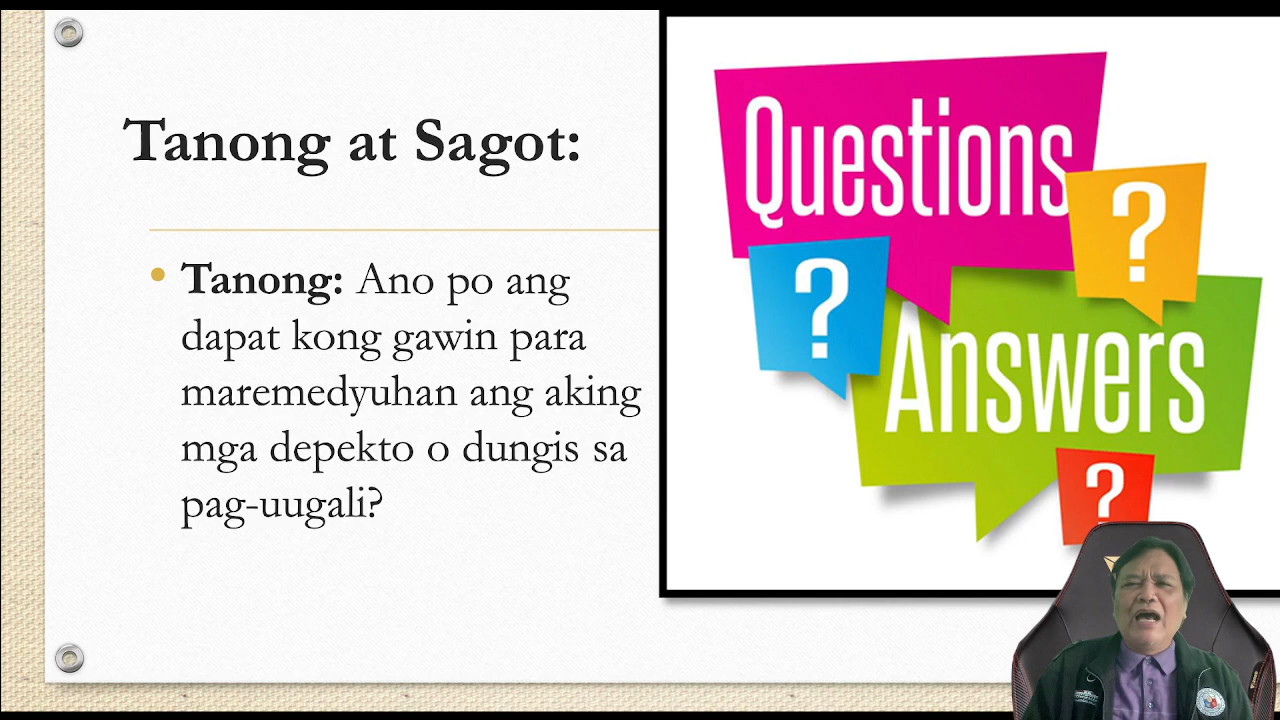 Tanong at Sagot:
Tanong: Ano po ang
dapat kong gawin para
maremedyuhan ang aking
mga depekto o dungis sa
pag-uugali?
Questions
?
?
Answers
?